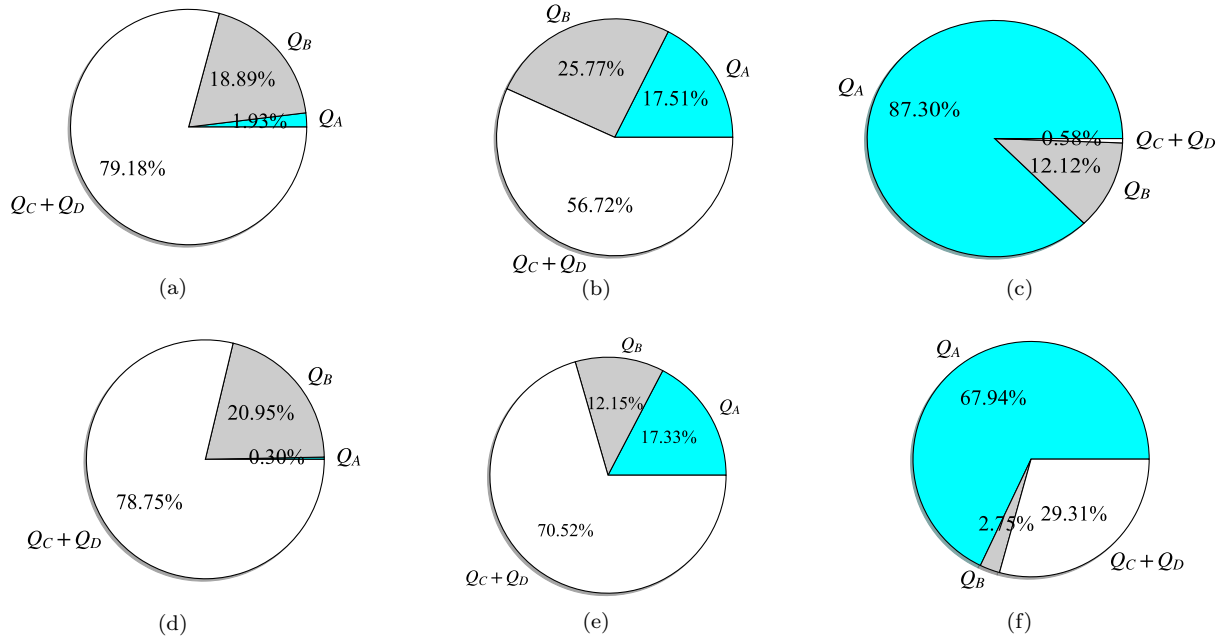 Q_B
18.89%
1.93%
Q_A
79.18%
Q_C + Q_D
(a)
Q_B
25.77%
Q_A
17.51%
56.72%
Q_C + Q_D
(b)
Q_A
87.30%
0.58%
Q_C + Q_D
12.12%
Q_B
(c)
Q_B
20.95%
0.30%
Q_A
78.75%
Q_C + Q_D
(d)
Q_B
12.15%
Q_A
17.33%
70.52%
Q_C + Q_D
(e)
Q_A
67.94%
2.75%
29.31%
Q_B
Q_C + Q_D
(f)